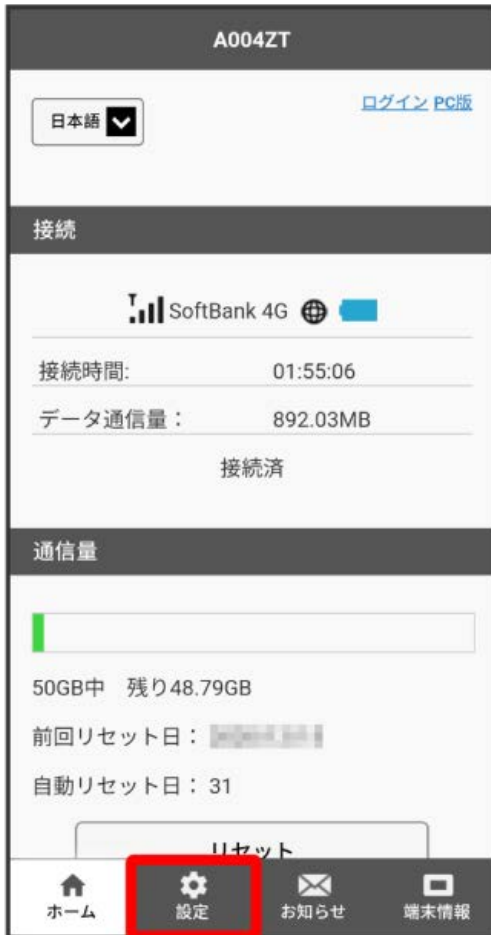 A004ZT
日本語
ログイン PC版
接続
SoftBank 4G
接続時間: 01:55:06
データ通信量： 892.03MB
接続済
通信量
50GB中 残り48.79GB
前回リセット日：
自動リセット日： 31
リセット
ホーム 設定 お知らせ 端末情報